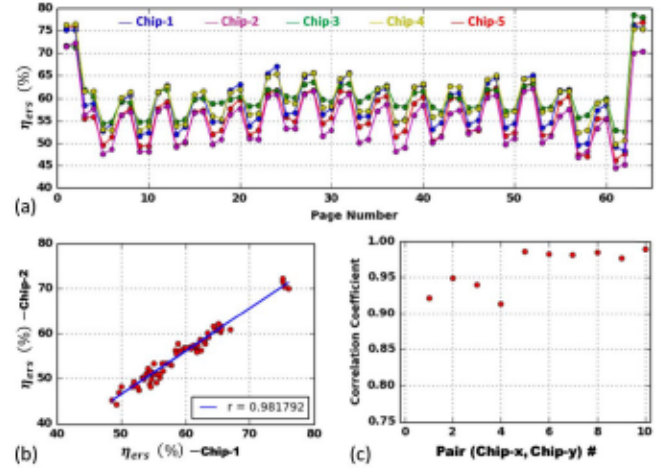 Chip-1 Chip-2 Chip-3 Chip-4 Chip-5
η_ers (%)
80
75
70
65
60
55
50
45
40
0 10 20 30 40 50 60
Page Number
(a)
η_ers (%) –Chip-2
80
70
60
50
40
r = 0.981792
40 50 60 70 80
η_ers (%) –Chip-1
(b)
Correlation Coefficient
1.00
0.95
0.90
0.85
0.80
0.75
0 2 4 6 8 10
Pair (Chip-x, Chip-y) #
(c)